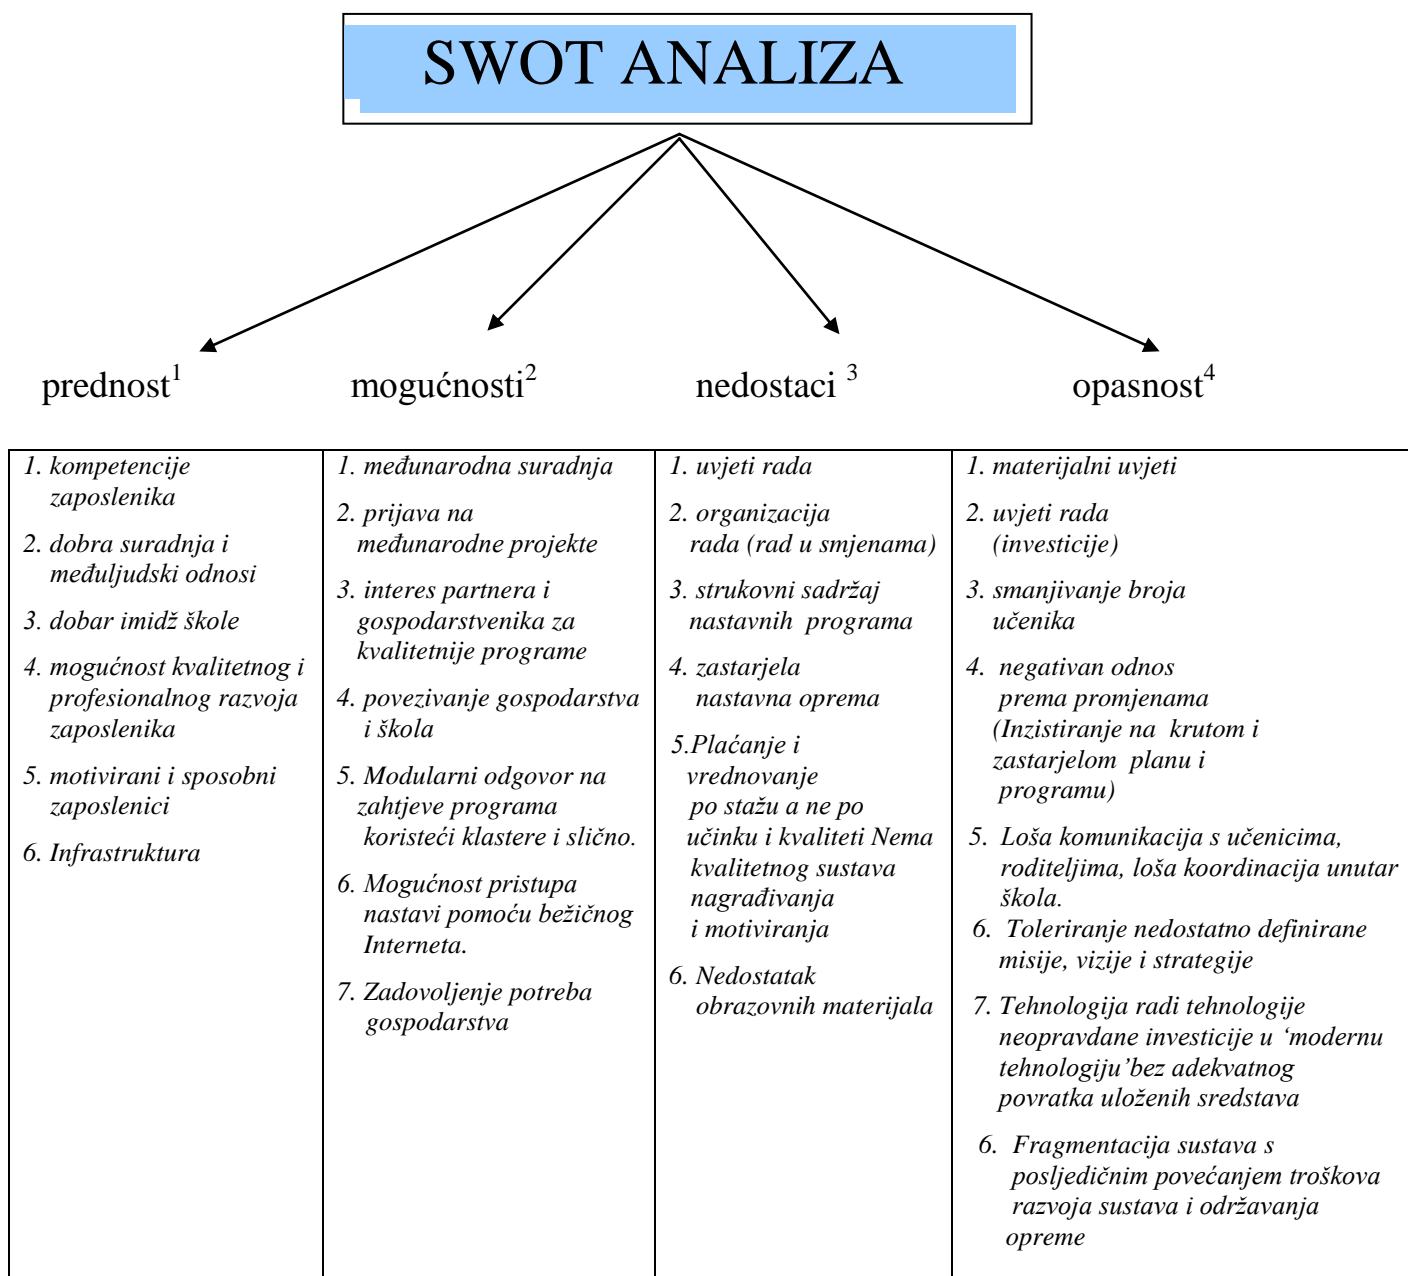 SWOT ANALIZA
prednost1
mogućnosti2
nedostaci 3
opasnost4
1. kompetencije
zaposlenika
2. dobra suradnja i
međuljudski odnosi
3. dobar imidž škole
4. mogućnost kvalitetnog i
profesionalnog razvoja
zaposlenika
5. motivirani i sposobni
zaposlenici
6. Infrastruktura
1. međunarodna suradnja
2. prijava na
međunarodne projekte
3. interes partnera i
gospodarstvenika za
kvalitetnije programe
4. povezivanje gospodarstva
i škola
5. Modularni odgovor na
zahtjeve programa
koristeći klastere i slično.
6. Mogućnost pristupa
nastavi pomoću bežičnog
Interneta.
7. Zadovoljenje potreba
gospodarstva
1. uvjeti rada
2. organizacija
rada (rad u smjenama)
3. strukovni sadržaj
nastavnih programa
4. zastarjela
nastavna oprema
5.Plaćanje i
vrednovanje
po stažu a ne po
učinku i kvaliteti Nema
kvalitetnog sustava
nagrađivanja
i motiviranja
6. Nedostatak
obrazovnih materijala
1. materijalni uvjeti
2. uvjeti rada
(investicije)
3. smanjivanje broja
učenika
4. negativan odnos
prema promjenama
(Inzistiranje na krutom i
zastarjelom planu i
programu)
5. Loša komunikacija s učenicima,
roditeljima, loša koordinacija unutar
škola.
6. Toleriranje nedostatno definirane
misije, vizije i strategije
7. Tehnologija radi tehnologije
neopravdane investicije u ‘modernu
tehnologiju’bez adekvatnog
povratka uloženih sredstava
6. Fragmentacija sustava s
posljedičnim povećanjem troškova
razvoja sustava i održavanja
opreme